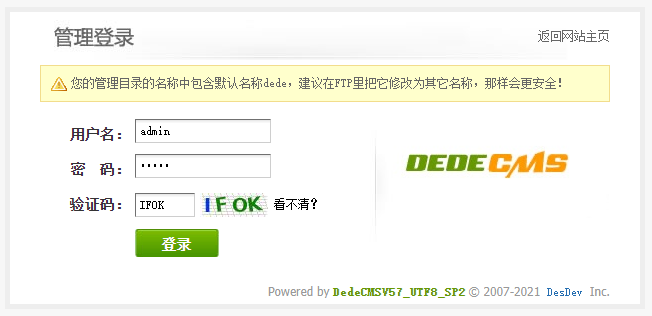 管理登录 返回网站主页
您的管理目录的名称中包含默认名称dede，建议在FTP里把它修改为其它名称，那样会更安全！
用户名： admin
密 码： •••••
DEDECMS
验证码： IFOK IFOK 看不清？
登录
Powered by DedeCMSV57_UTF8_SP2 © 2007-2021 DesDev Inc.